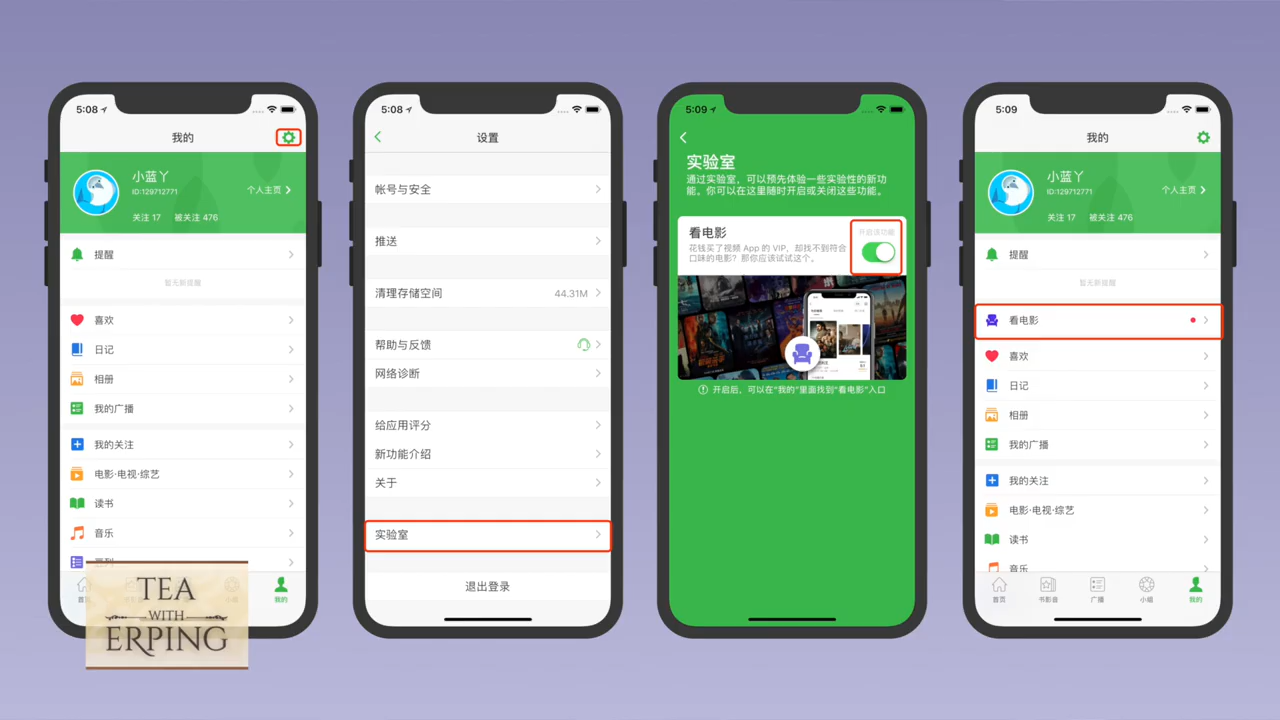 5:08
我的
小蓝丫
ID:129712771
个人主页
关注 17 被关注 476
提醒
暂无新提醒
喜欢
日记
相册
我的广播
我的关注
电影·电视·综艺
读书
音乐
我的
TEA
WITH
ERPING
5:08
设置
帐号与安全
推送
清理存储空间 44.31M
帮助与反馈
网络诊断
给应用评分
新功能介绍
关于
实验室
退出登录
5:09
实验室
通过实验室，可以预先体验一些实验性的新功
能。你可以在这里随时开启或关闭这些功能。
看电影
开启该功能
花钱买了视频 App 的 VIP，却找不到符合
口味的电影？那你应该试试这个。
开启后，可以在“我的”里面找到“看电影”入口
5:09
我的
小蓝丫
ID:129712771
个人主页
关注 17 被关注 476
提醒
暂无新提醒
看电影
喜欢
日记
相册
我的广播
我的关注
电影·电视·综艺
读书
音乐
首页 书影音 广播 小组 我的